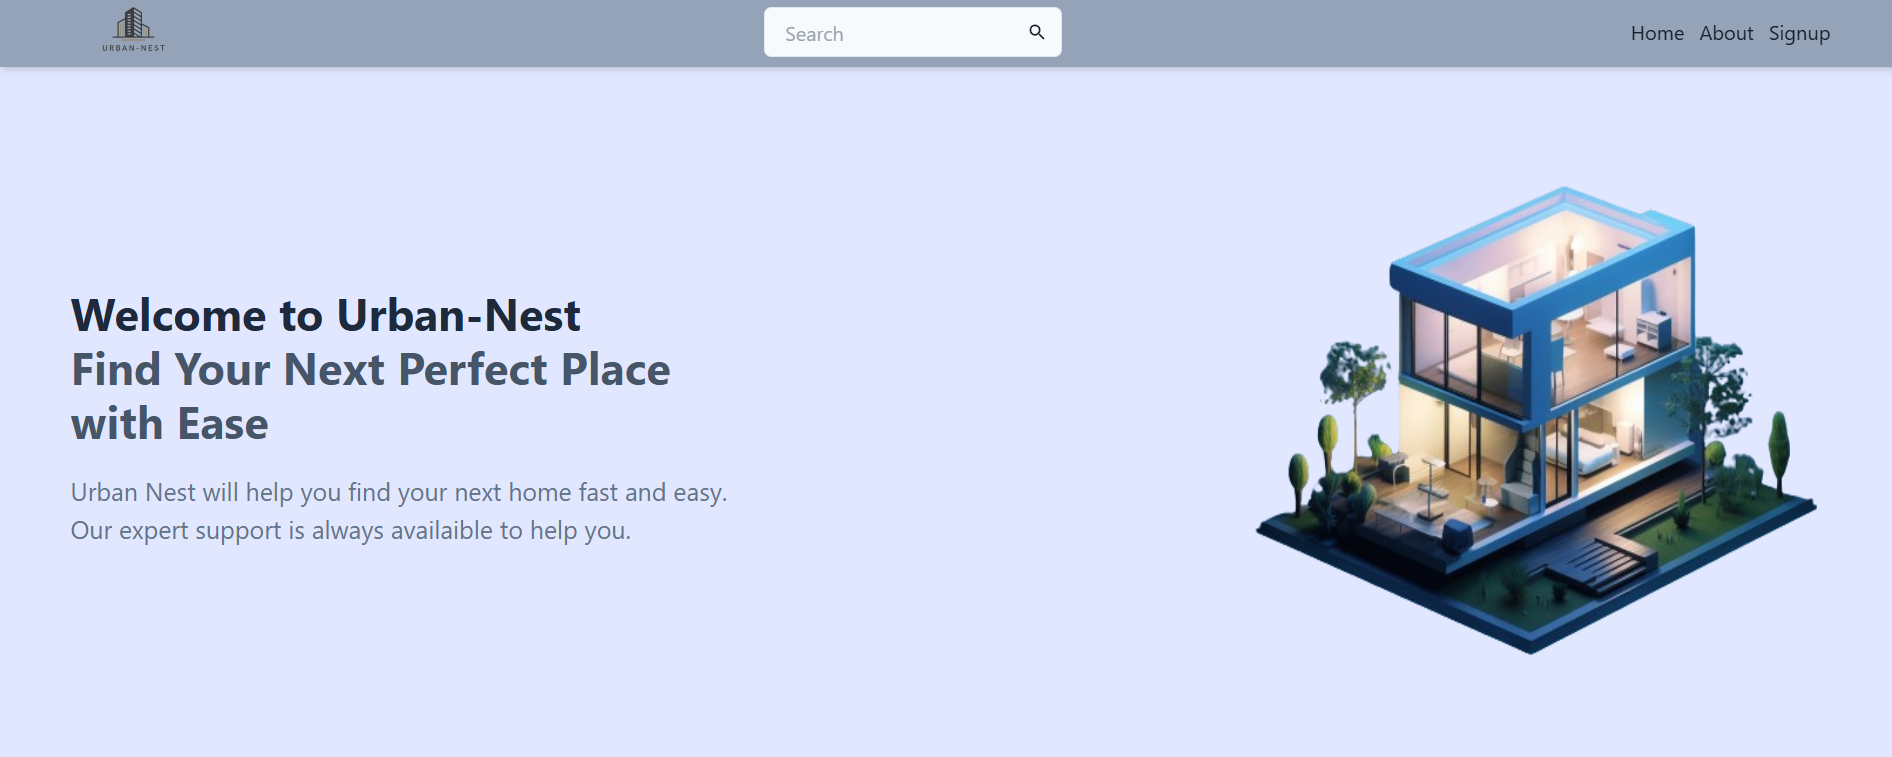 URBAN-NEST
Search
Home About Signup
Welcome to Urban-Nest
Find Your Next Perfect Place
with Ease
Urban Nest will help you find your next home fast and easy.
Our expert support is always availaible to help you.